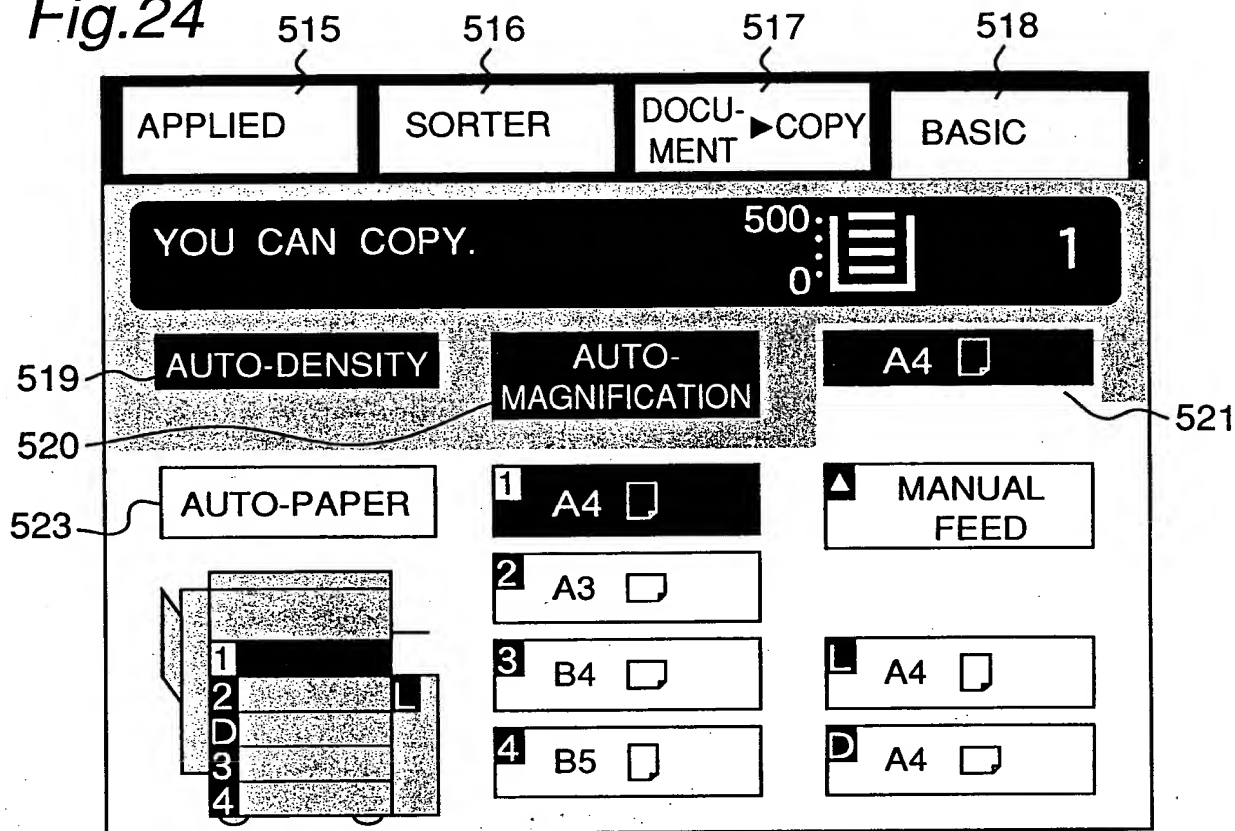 Fig.24
515 516 517 518
APPLIED SORTER DOCU-MENT ▶COPY BASIC
YOU CAN COPY. 500 0 1
519 AUTO-DENSITY
520 AUTO-
MAGNIFICATION
A4 521
523 AUTO-PAPER
1 A4
▲ MANUAL
FEED
2 A3
3 B4
L A4
4 B5
D A4
1
2 L
D
3
4